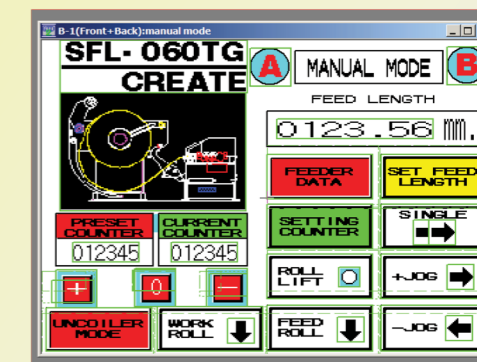 B-1(Front+Back):manual mode
SFL-060TG
CREATE
A
MANUAL MODE
B
FEED LENGTH
0123.56 mm.
FEEDER DATA
SET FEED LENGTH
PRESET COUNTER
CURRENT COUNTER
SETTING COUNTER
SINGLE
012345
012345
ROLL LIFT
+JOG
+
0
-
UNCOILER MODE
WORK ROLL
FEED ROLL
-JOG